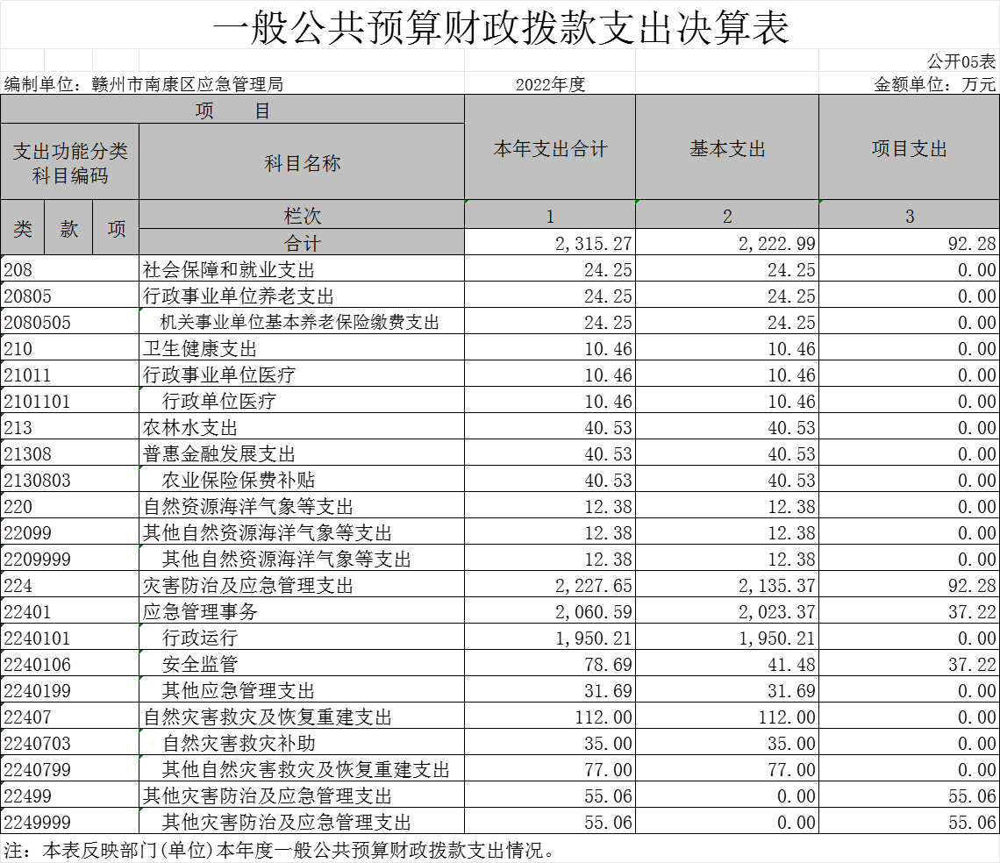 一般公共预算财政拨款支出决算表
公开05表
编制单位：赣州市南康区应急管理局 2022年度 金额单位：万元
项 目 本年支出合计 基本支出 项目支出
支出功能分类科目编码 科目名称
类 款 项 栏次 1 2 3
合计 2,315.27 2,222.99 92.28
208 社会保障和就业支出 24.25 24.25 0.00
20805 行政事业单位养老支出 24.25 24.25 0.00
2080505 机关事业单位基本养老保险缴费支出 24.25 24.25 0.00
210 卫生健康支出 10.46 10.46 0.00
21011 行政事业单位医疗 10.46 10.46 0.00
2101101 行政单位医疗 10.46 10.46 0.00
213 农林水支出 40.53 40.53 0.00
21308 普惠金融发展支出 40.53 40.53 0.00
2130803 农业保险保费补贴 40.53 40.53 0.00
220 自然资源海洋气象等支出 12.38 12.38 0.00
22099 其他自然资源海洋气象等支出 12.38 12.38 0.00
2209999 其他自然资源海洋气象等支出 12.38 12.38 0.00
224 灾害防治及应急管理支出 2,227.65 2,135.37 92.28
22401 应急管理事务 2,060.59 2,023.37 37.22
2240101 行政运行 1,950.21 1,950.21 0.00
2240106 安全监管 78.69 41.48 37.22
2240199 其他应急管理支出 31.69 31.69 0.00
22407 自然灾害救灾及恢复重建支出 112.00 112.00 0.00
2240703 自然灾害救灾补助 35.00 35.00 0.00
2240799 其他自然灾害救灾及恢复重建支出 77.00 77.00 0.00
22499 其他灾害防治及应急管理支出 55.06 0.00 55.06
2249999 其他灾害防治及应急管理支出 55.06 0.00 55.06
注：本表反映部门(单位)本年度一般公共预算财政拨款支出情况。